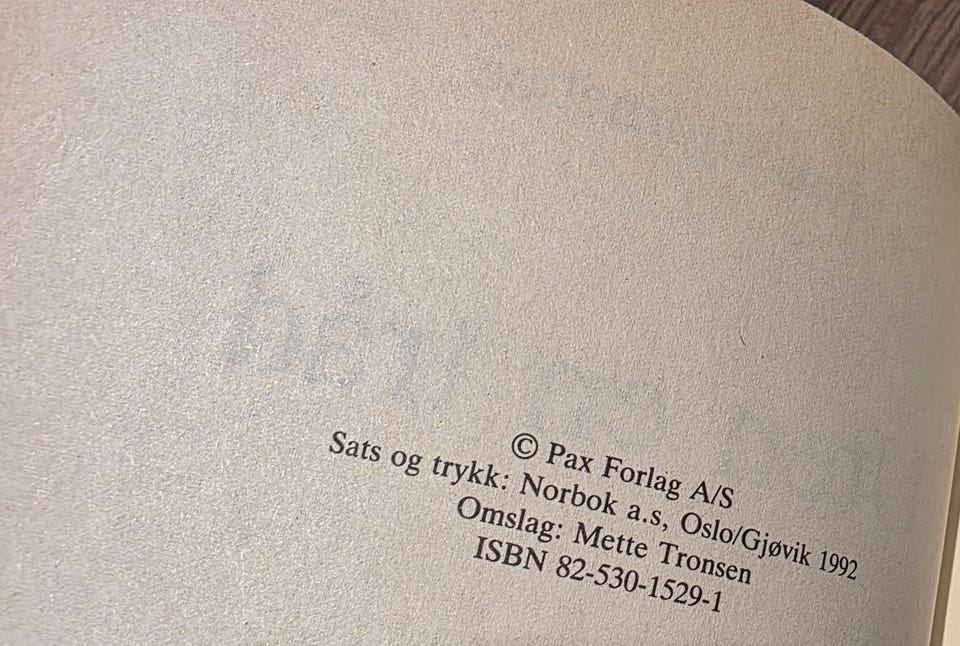 © Pax Forlag A/S
Sats og trykk: Norbok a.s, Oslo/Gjøvik 1992
Omslag: Mette Tronsen
ISBN 82-530-1529-1